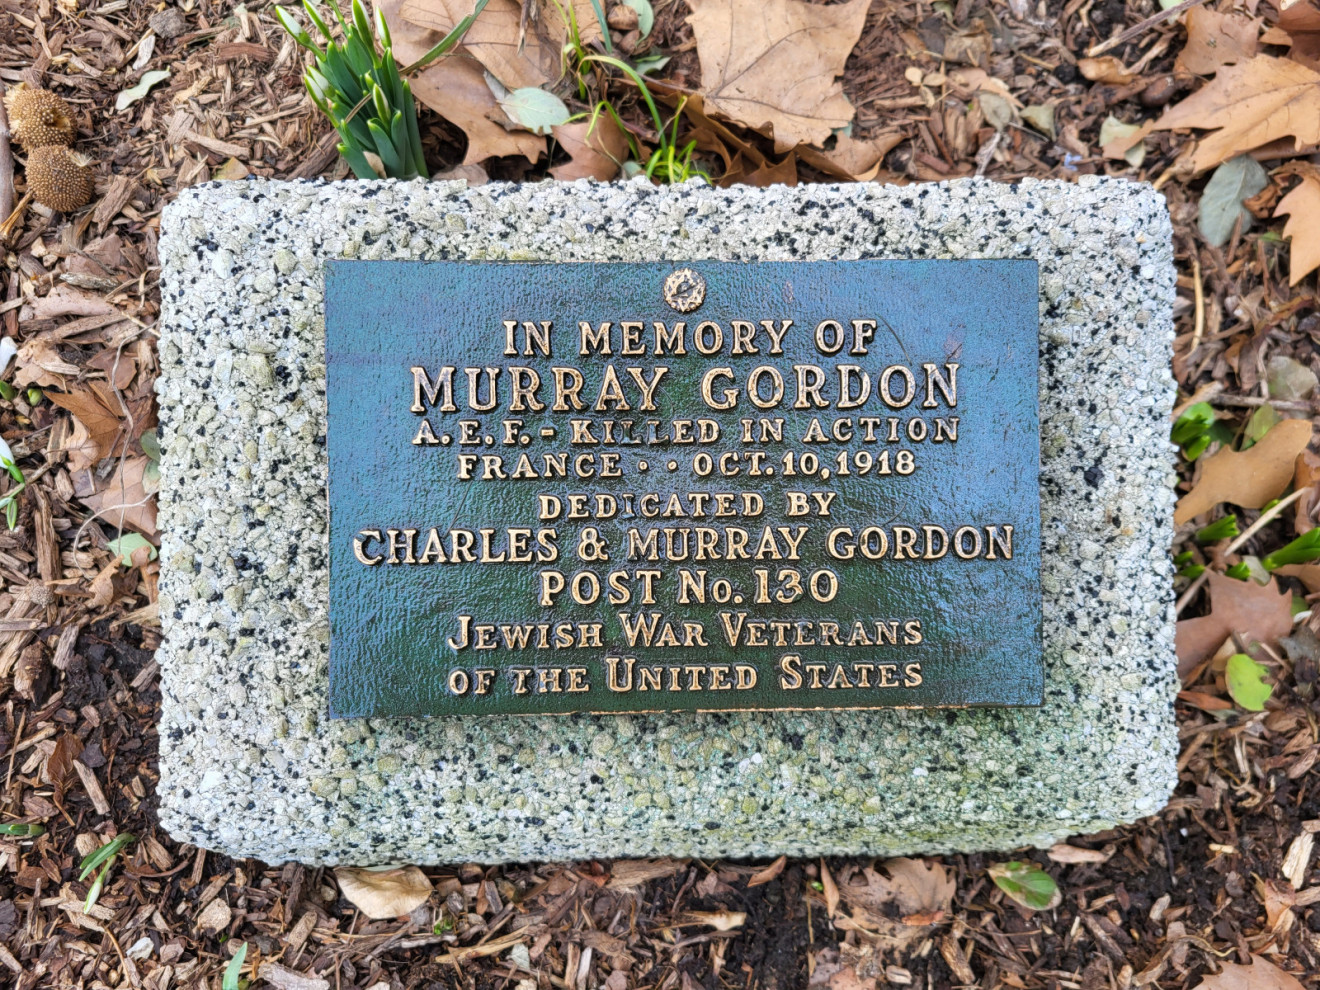 IN MEMORY OF
MURRAY GORDON
A.E.F. - KILLED IN ACTION
FRANCE · · OCT. 10, 1918
DEDICATED BY
CHARLES & MURRAY GORDON
POST No. 130
JEWISH WAR VETERANS
OF THE UNITED STATES